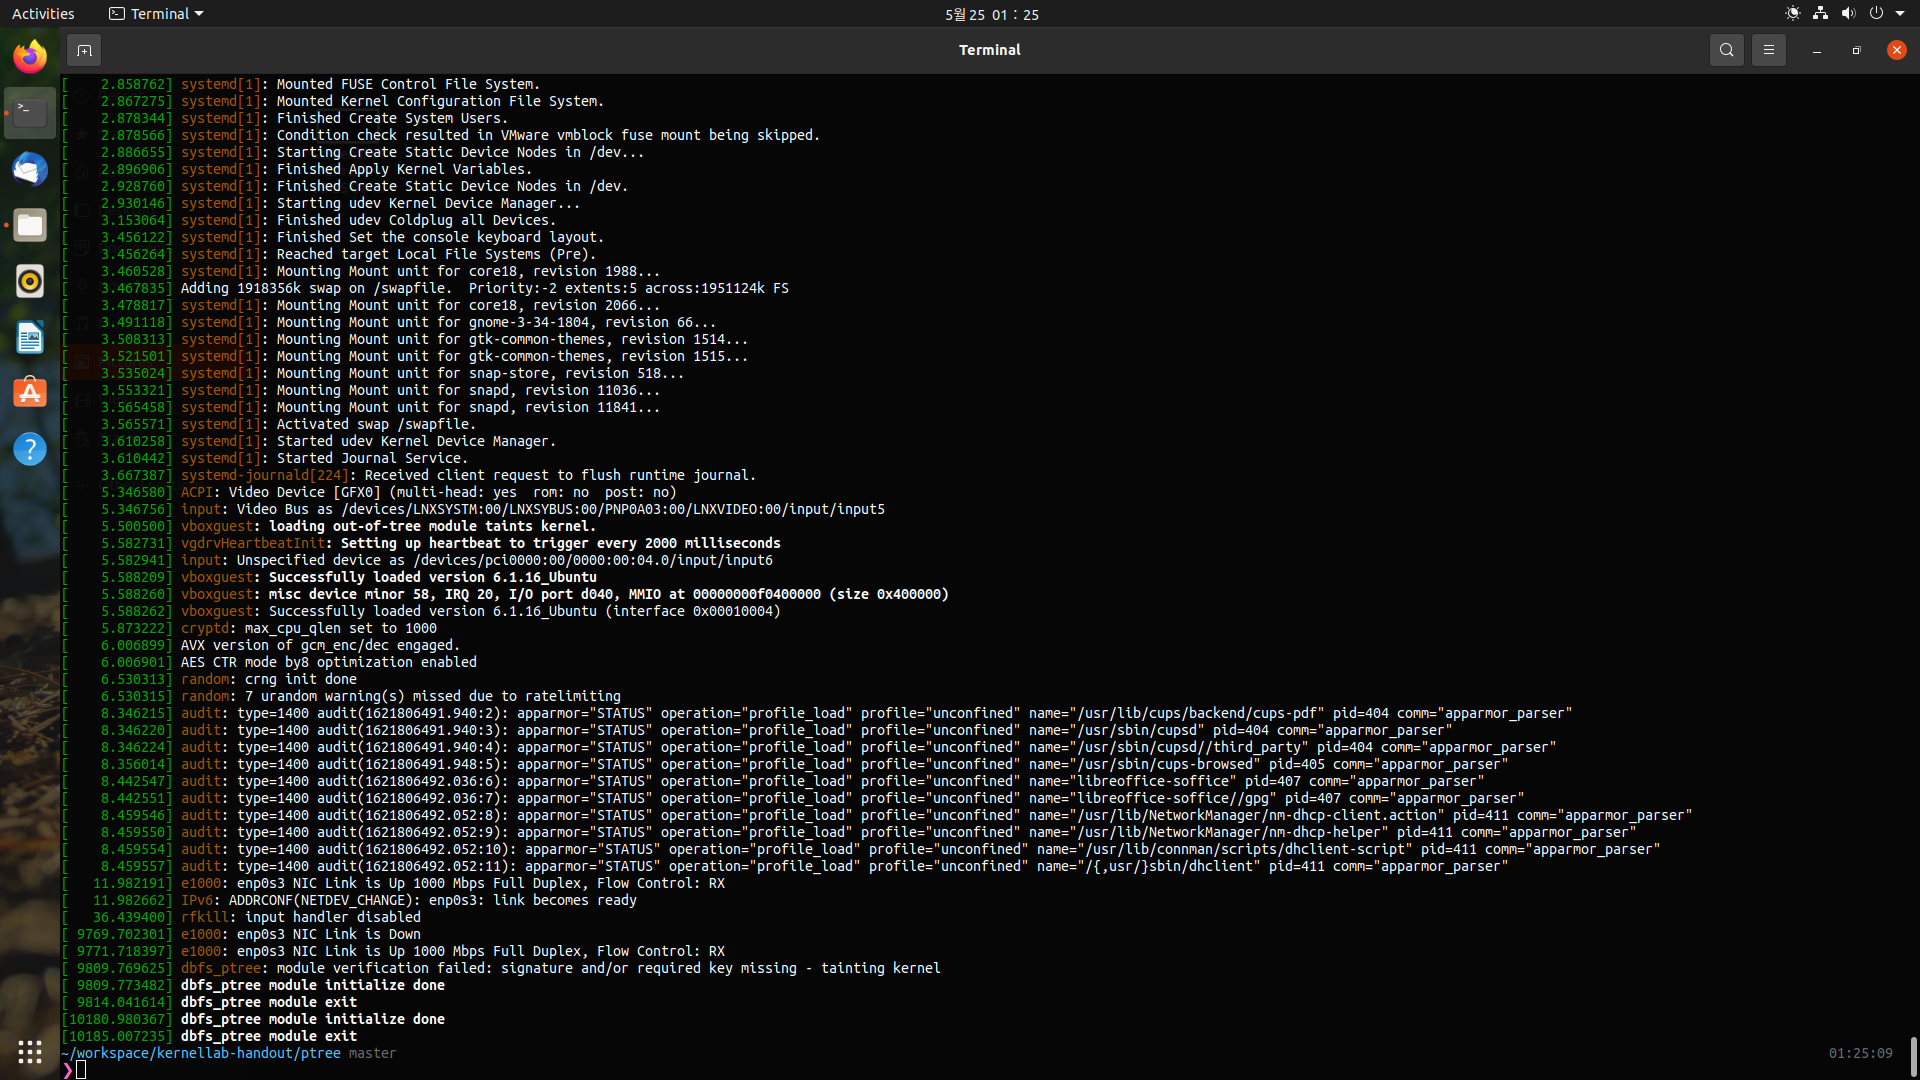 Activities
Terminal
5월 25 01 : 25
Terminal
[    2.858762] systemd[1]: Mounted FUSE Control File System.
[    2.867275] systemd[1]: Mounted Kernel Configuration File System.
[    2.878344] systemd[1]: Finished Create System Users.
[    2.878566] systemd[1]: Condition check resulted in VMware vmblock fuse mount being skipped.
[    2.886655] systemd[1]: Starting Create Static Device Nodes in /dev...
[    2.896906] systemd[1]: Finished Apply Kernel Variables.
[    2.928760] systemd[1]: Finished Create Static Device Nodes in /dev.
[    2.930146] systemd[1]: Starting udev Kernel Device Manager...
[    3.153064] systemd[1]: Finished udev Coldplug all Devices.
[    3.456122] systemd[1]: Finished Set the console keyboard layout.
[    3.456264] systemd[1]: Reached target Local File Systems (Pre).
[    3.460528] systemd[1]: Mounting Mount unit for core18, revision 1988...
[    3.467835] Adding 1918356k swap on /swapfile.  Priority:-2 extents:5 across:1951124k FS
[    3.478817] systemd[1]: Mounting Mount unit for core18, revision 2066...
[    3.491118] systemd[1]: Mounting Mount unit for gnome-3-34-1804, revision 66...
[    3.508313] systemd[1]: Mounting Mount unit for gtk-common-themes, revision 1514...
[    3.521501] systemd[1]: Mounting Mount unit for gtk-common-themes, revision 1515...
[    3.535024] systemd[1]: Mounting Mount unit for snap-store, revision 518...
[    3.553321] systemd[1]: Mounting Mount unit for snapd, revision 11036...
[    3.565458] systemd[1]: Mounting Mount unit for snapd, revision 11841...
[    3.565571] systemd[1]: Activated swap /swapfile.
[    3.610258] systemd[1]: Started udev Kernel Device Manager.
[    3.610442] systemd[1]: Started Journal Service.
[    3.667387] systemd-journald[224]: Received client request to flush runtime journal.
[    5.346580] ACPI: Video Device [GFX0] (multi-head: yes  rom: no  post: no)
[    5.346756] input: Video Bus as /devices/LNXSYSTM:00/LNXSYBUS:00/PNP0A03:00/LNXVIDEO:00/input/input5
[    5.500500] vboxguest: loading out-of-tree module taints kernel.
[    5.582731] vgdrvHeartbeatInit: Setting up heartbeat to trigger every 2000 milliseconds
[    5.582941] input: Unspecified device as /devices/pci0000:00/0000:00:04.0/input/input6
[    5.588209] vboxguest: Successfully loaded version 6.1.16_Ubuntu
[    5.588260] vboxguest: misc device minor 58, IRQ 20, I/O port d040, MMIO at 00000000f0400000 (size 0x400000)
[    5.588262] vboxguest: Successfully loaded version 6.1.16_Ubuntu (interface 0x00010004)
[    5.873222] cryptd: max_cpu_qlen set to 1000
[    6.006899] AVX version of gcm_enc/dec engaged.
[    6.006901] AES CTR mode by8 optimization enabled
[    6.530313] random: crng init done
[    6.530315] random: 7 urandom warning(s) missed due to ratelimiting
[    8.346215] audit: type=1400 audit(1621806491.940:2): apparmor="STATUS" operation="profile_load" profile="unconfined" name="/usr/lib/cups/backend/cups-pdf" pid=404 comm="apparmor_parser"
[    8.346220] audit: type=1400 audit(1621806491.940:3): apparmor="STATUS" operation="profile_load" profile="unconfined" name="/usr/sbin/cupsd" pid=404 comm="apparmor_parser"
[    8.346224] audit: type=1400 audit(1621806491.940:4): apparmor="STATUS" operation="profile_load" profile="unconfined" name="/usr/sbin/cupsd//third_party" pid=404 comm="apparmor_parser"
[    8.356014] audit: type=1400 audit(1621806491.948:5): apparmor="STATUS" operation="profile_load" profile="unconfined" name="/usr/sbin/cups-browsed" pid=405 comm="apparmor_parser"
[    8.442547] audit: type=1400 audit(1621806492.036:6): apparmor="STATUS" operation="profile_load" profile="unconfined" name="libreoffice-soffice" pid=407 comm="apparmor_parser"
[    8.442551] audit: type=1400 audit(1621806492.036:7): apparmor="STATUS" operation="profile_load" profile="unconfined" name="libreoffice-soffice//gpg" pid=407 comm="apparmor_parser"
[    8.459546] audit: type=1400 audit(1621806492.052:8): apparmor="STATUS" operation="profile_load" profile="unconfined" name="/usr/lib/NetworkManager/nm-dhcp-client.action" pid=411 comm="apparmor_parser"
[    8.459550] audit: type=1400 audit(1621806492.052:9): apparmor="STATUS" operation="profile_load" profile="unconfined" name="/usr/lib/NetworkManager/nm-dhcp-helper" pid=411 comm="apparmor_parser"
[    8.459554] audit: type=1400 audit(1621806492.052:10): apparmor="STATUS" operation="profile_load" profile="unconfined" name="/usr/lib/connman/scripts/dhclient-script" pid=411 comm="apparmor_parser"
[    8.459557] audit: type=1400 audit(1621806492.052:11): apparmor="STATUS" operation="profile_load" profile="unconfined" name="/{,usr/}sbin/dhclient" pid=411 comm="apparmor_parser"
[   11.982191] e1000: enp0s3 NIC Link is Up 1000 Mbps Full Duplex, Flow Control: RX
[   11.982662] IPv6: ADDRCONF(NETDEV_CHANGE): enp0s3: link becomes ready
[   36.439400] rfkill: input handler disabled
[ 9769.702301] e1000: enp0s3 NIC Link is Down
[ 9771.718397] e1000: enp0s3 NIC Link is Up 1000 Mbps Full Duplex, Flow Control: RX
[ 9809.769625] dbfs_ptree: module verification failed: signature and/or required key missing - tainting kernel
[ 9809.773482] dbfs_ptree module initialize done
[ 9814.041614] dbfs_ptree module exit
[10180.980367] dbfs_ptree module initialize done
[10185.007235] dbfs_ptree module exit
~/workspace/kernellab-handout/ptree master
01:25:09
❯